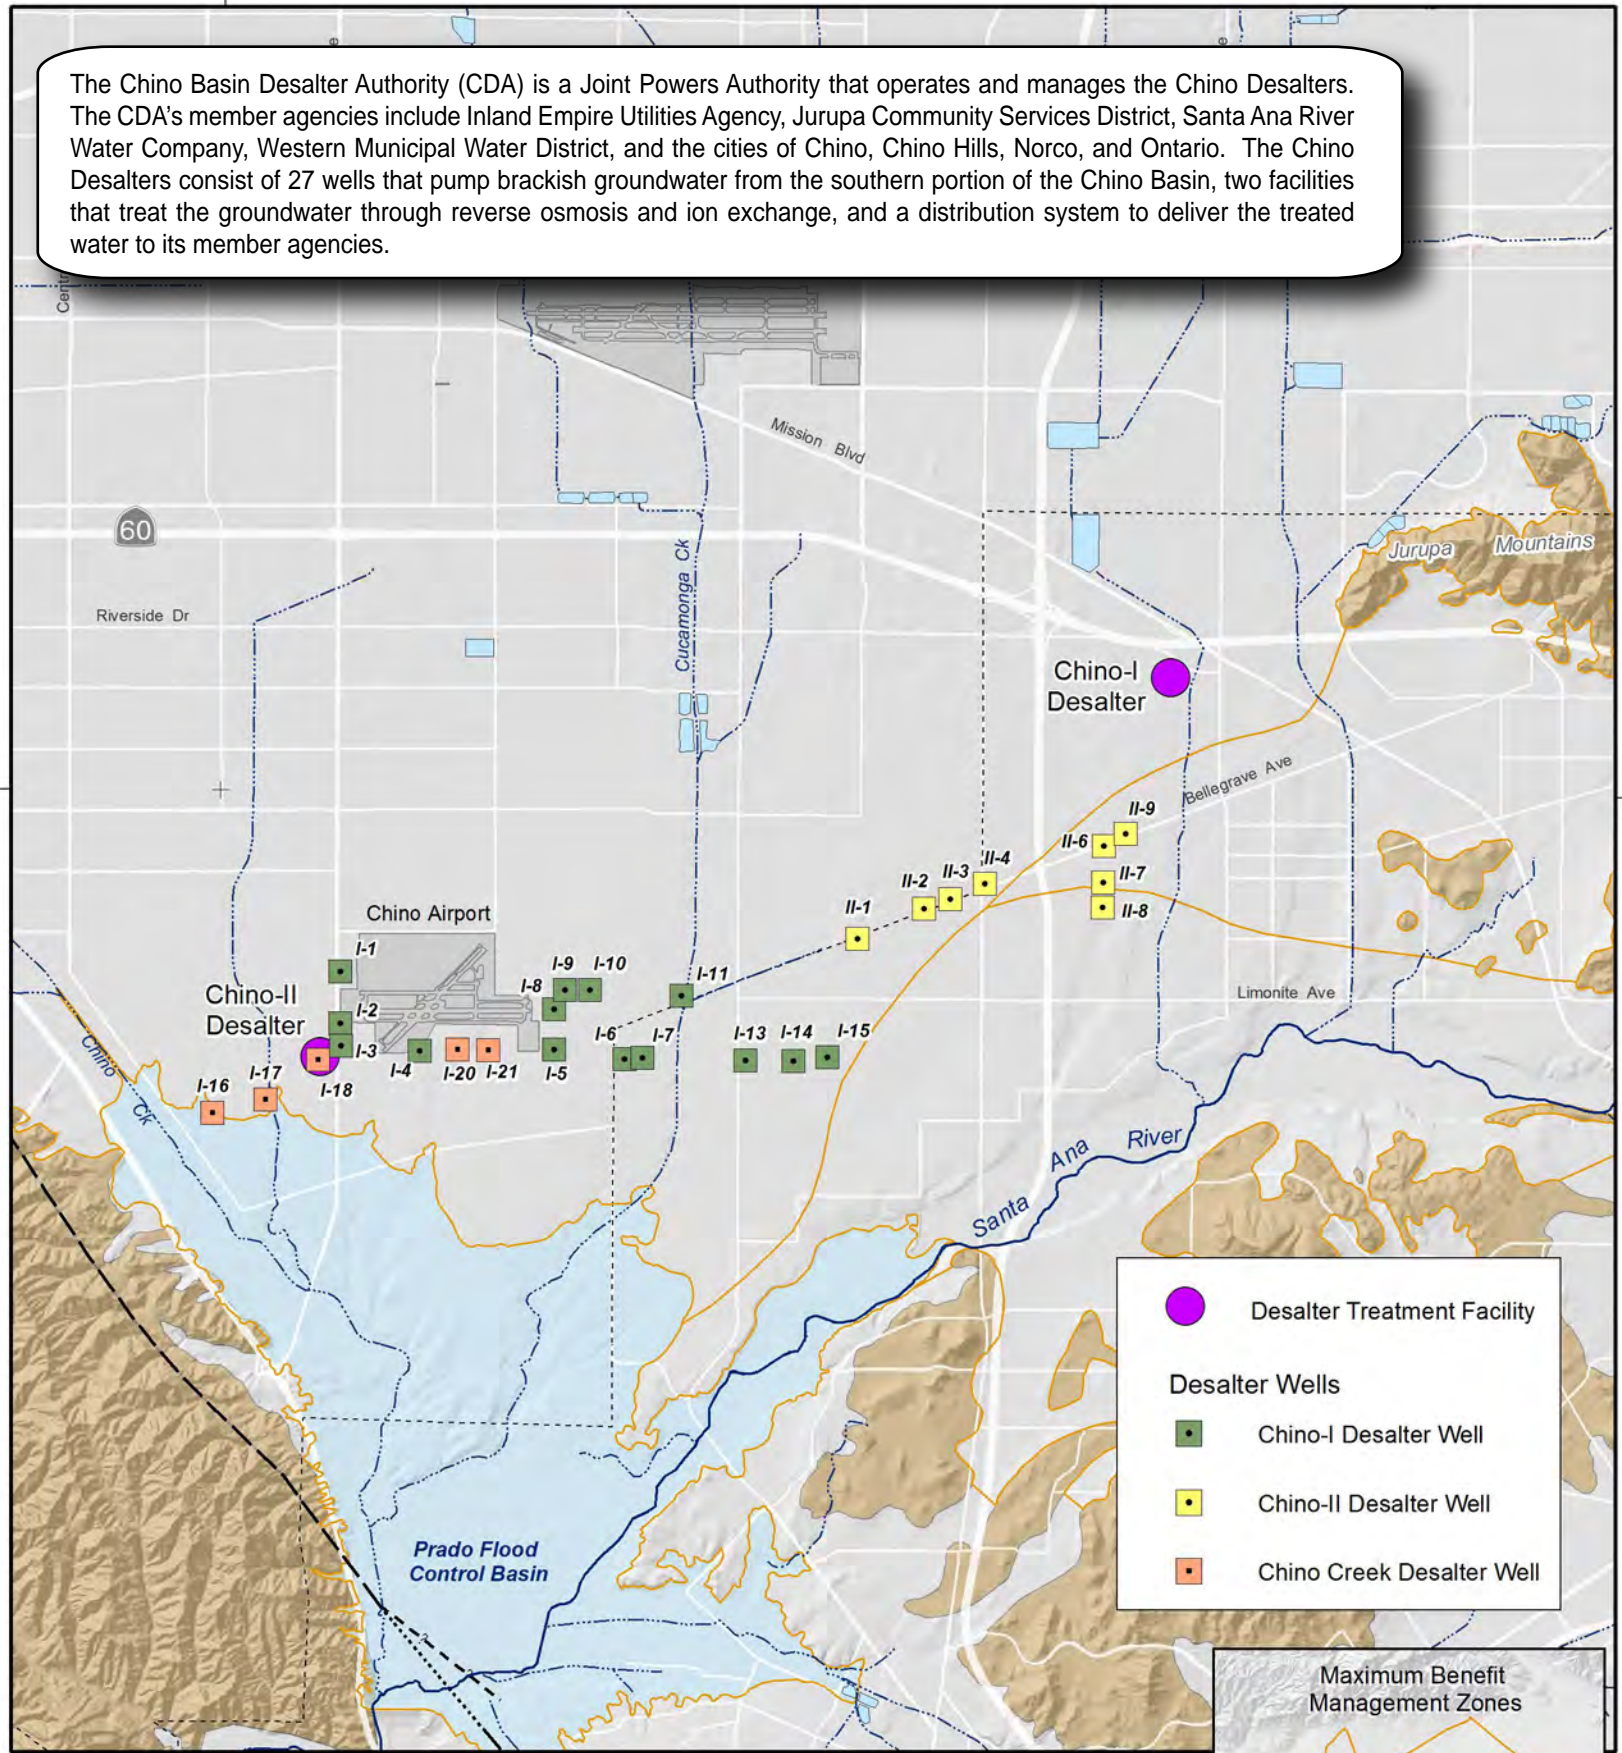 The Chino Basin Desalter Authority (CDA) is a Joint Powers Authority that operates and manages the Chino Desalters.
The CDA's member agencies include Inland Empire Utilities Agency, Jurupa Community Services District, Santa Ana River
Water Company, Western Municipal Water District, and the cities of Chino, Chino Hills, Norco, and Ontario. The Chino
Desalters consist of 27 wells that pump brackish groundwater from the southern portion of the Chino Basin, two facilities
that treat the groundwater through reverse osmosis and ion exchange, and a distribution system to deliver the treated
water to its member agencies.
Mission Blvd
60
Cucamonga Ck
Jurupa Mountains
Riverside Dr
Chino-I
Desalter
Bellegrave Ave
II-9
II-6
II-4
II-3
II-2
II-7
II-8
II-1
Chino Airport
I-1
I-9
I-10
I-11
I-8
Chino-II
Desalter
Limonite Ave
I-2
I-3
I-4
I-20
I-21
I-5
I-6
I-7
I-13
I-14
I-15
I-16
I-17
I-18
Chino Ck
Santa Ana River
Desalter Treatment Facility
Desalter Wells
Chino-I Desalter Well
Chino-II Desalter Well
Chino Creek Desalter Well
Prado Flood
Control Basin
Maximum Benefit
Management Zones